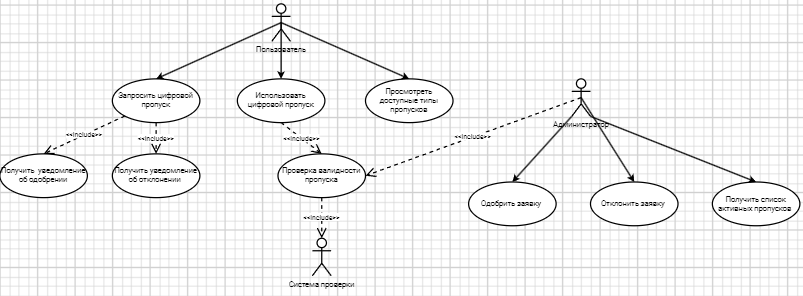 Пользователь
Запросить цифровой
пропуск
Использовать
цифровой пропуск
Просмотреть
доступные типы
пропусков
Администратор
<<include>>
<<include>>
<<include>>
<<include>>
Получить уведомление
об одобрении
Получить уведомление
об отклонении
Проверка валидности
пропуска
Одобрить заявку
Отклонить заявку
Получить список
активных пропусков
<<include>>
Система проверки